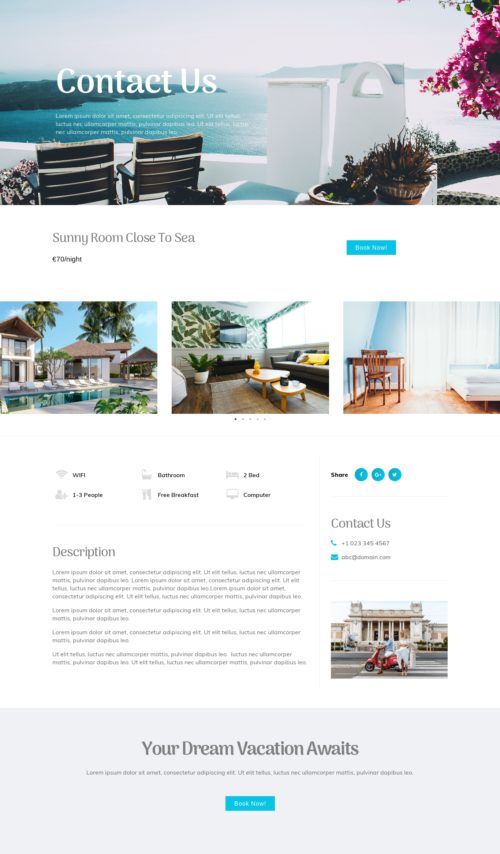 Contact Us
Lorem ipsum dolor sit amet, consectetur adipiscing elit. Ut elit tellus,
luctus nec ullamcorper mattis, pulvinar dapibus leo. Ut elit tellus, luctus
nec ullamcorper mattis, pulvinar dapibus leo.
Sunny Room Close To Sea
€70/night
Book Now!
WIFI
Bathroom
2 Bed
1-3 People
Free Breakfast
Computer
Share
Contact Us
+1 023 345 4567
abc@domain.com
Description
Lorem ipsum dolor sit amet, consectetur adipiscing elit. Ut elit tellus, luctus nec ullamcorper
mattis, pulvinar dapibus leo. Lorem ipsum dolor sit amet, consectetur adipiscing elit. Ut elit
tellus, luctus nec ullamcorper mattis, pulvinar dapibus leo.Lorem ipsum dolor sit amet,
consectetur adipiscing elit. Ut elit tellus, luctus nec ullamcorper mattis, pulvinar dapibus leo.
Lorem ipsum dolor sit amet, consectetur adipiscing elit. Ut elit tellus, luctus nec ullamcorper
mattis, pulvinar dapibus leo.
Lorem ipsum dolor sit amet, consectetur adipiscing elit. Ut elit tellus, luctus nec ullamcorper
mattis, pulvinar dapibus leo.
Ut elit tellus, luctus nec ullamcorper mattis, pulvinar dapibus leo. luctus nec ullamcorper
mattis, pulvinar dapibus leo. Ut elit tellus, luctus nec ullamcorper mattis, pulvinar dapibus leo.
Your Dream Vacation Awaits
Lorem ipsum dolor sit amet, consectetur adipiscing elit. Ut elit tellus, luctus nec ullamcorper mattis, pulvinar dapibus leo.
Book Now!